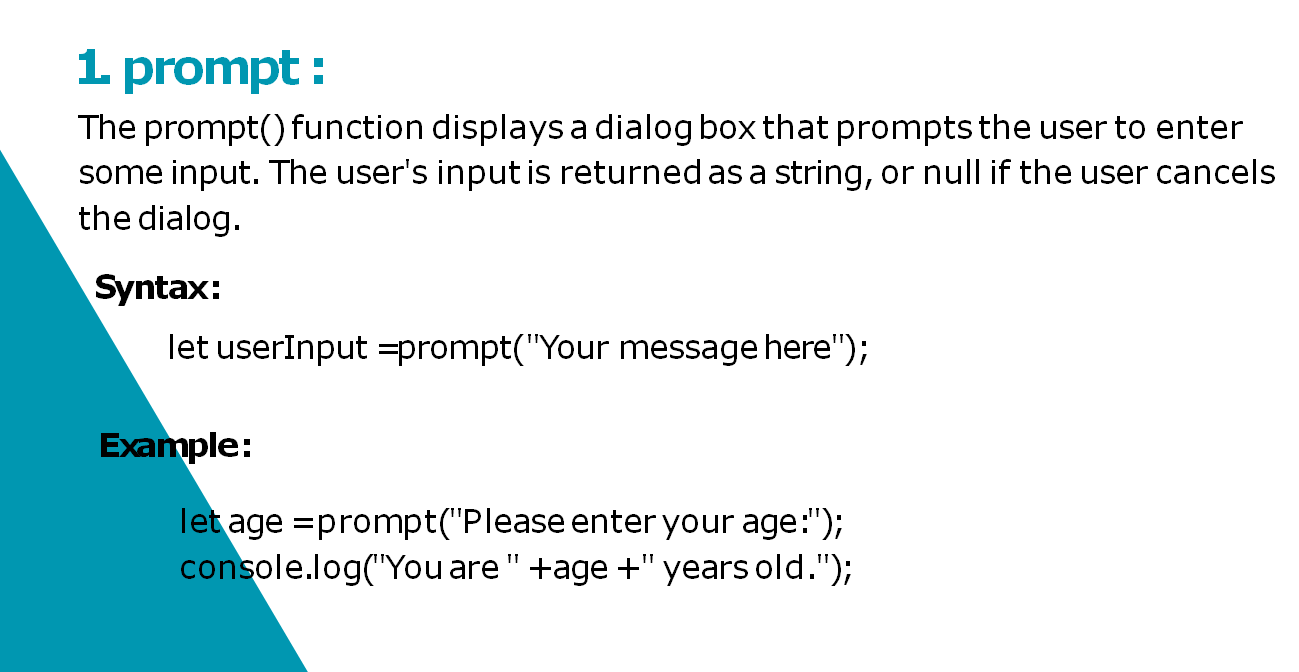 1. prompt :
The prompt() function displays a dialog box that prompts the user to enter
some input. The user's input is returned as a string, or null if the user cancels
the dialog.
Syntax:
let userInput =prompt("Your message here");
Example:
let age =prompt("Please enter your age:");
console.log("You are " +age +" years old.");